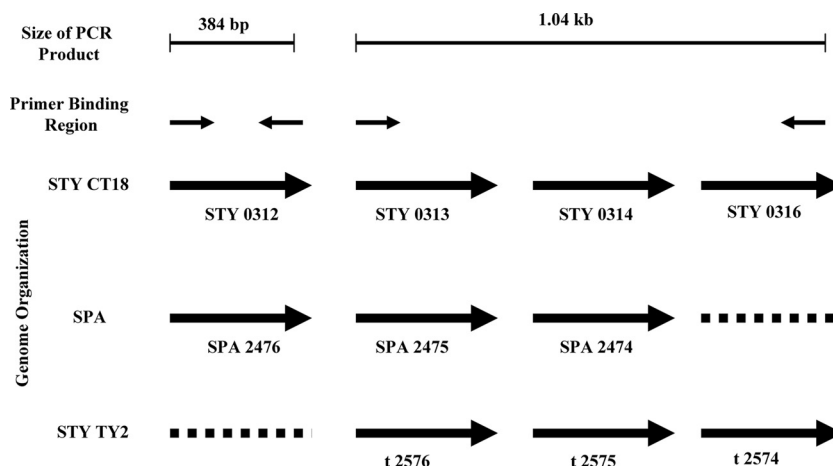 Size of PCR
Product
384 bp
1.04 kb
Primer Binding
Region
STY CT18
STY 0312
STY 0313
STY 0314
STY 0316
Genome Organization
SPA
SPA 2476
SPA 2475
SPA 2474
STY TY2
t 2576
t 2575
t 2574